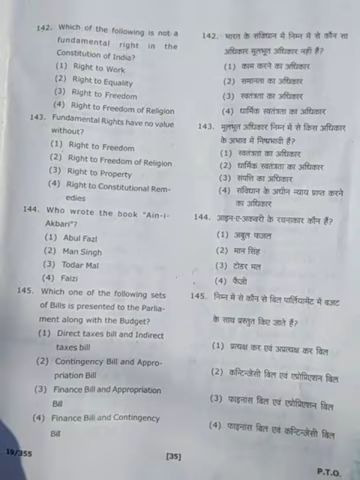 142. Which of the following is not a
fundamental right in the
Constitution of India?
(1) Right to Work
(2) Right to Equality
(3) Right to Freedom
(4) Right to Freedom of Religion
143. Fundamental Rights have no value
without?
(1) Right to Freedom
(2) Right to Freedom of Religion
(3) Right to Property
(4) Right to Constitutional Rem-
edies
144. Who wrote the book "Ain-i-
Akbari"?
(1) Abul Fazl
(2) Man Singh
(3) Todar Mal
(4) Faizi
145. Which one of the following sets
of Bills is presented to the Parlia-
ment along with the Budget?
(1) Direct taxes bill and Indirect
taxes bill
(2) Contingency Bill and Appro-
priation Bill
(3) Finance Bill and Appropriation
Bill
(4) Finance Bill and Contingency
Bill
142. भारत के संविधान में निम्न में से कौन सा
अधिकार मूलभूत अधिकार नहीं है?
(1) काम करने का अधिकार
(2) समानता का अधिकार
(3) स्वतंत्रता का अधिकार
(4) धार्मिक स्वतंत्रता का अधिकार
143. मूलभूत अधिकार निम्न में से किस अधिकार
के अभाव में निष्प्रभावी हैं?
(1) स्वतंत्रता का अधिकार
(2) धार्मिक स्वतंत्रता का अधिकार
(3) संपत्ति का अधिकार
(4) संविधान के अधीन न्याय प्राप्त करने
का अधिकार
144. आइन-ए-अकबरी के रचनाकार कौन हैं?
(1) अबुल फजल
(2) मान सिंह
(3) टोडर मल
(4) फैजी
145. निम्न में से कौन से बिल पार्लियामेंट में बजट
के साथ प्रस्तुत किए जाते हैं?
(1) प्रत्यक्ष कर एवं अप्रत्यक्ष कर बिल
(2) कन्टिन्जेंसी बिल एवं एप्रोप्रिएशन बिल
(3) फाइनांस बिल एवं एप्रोप्रिएशन बिल
(4) फाइनांस बिल एवं कन्टिन्जेंसी बिल
19/355
[35]
P.T.O.